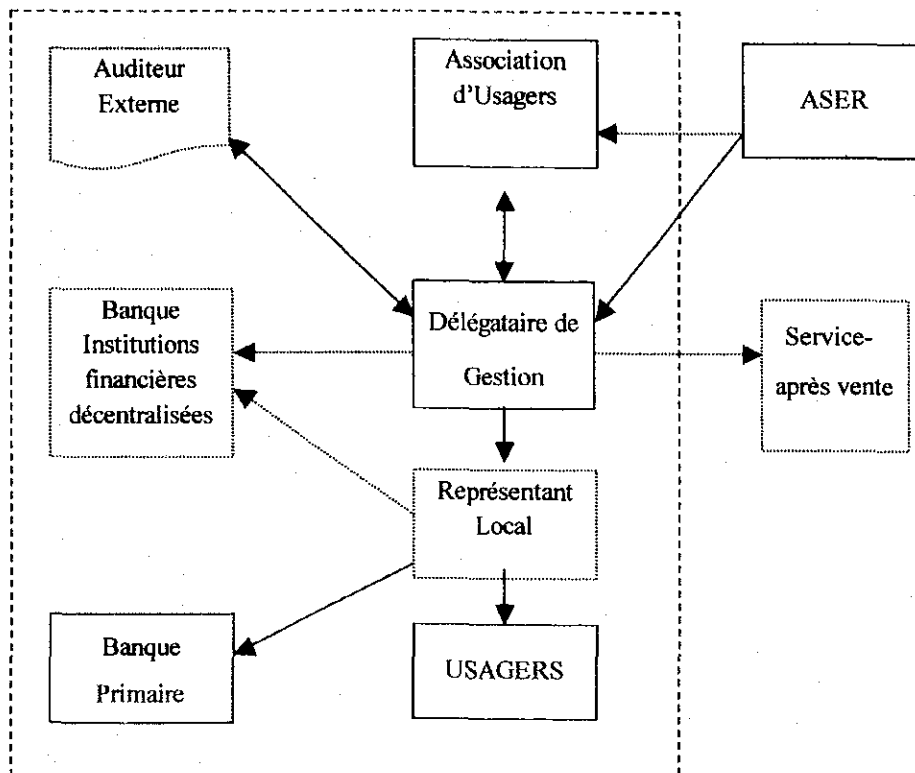 Auditeur
Externe
Association
d'Usagers
ASER
Banque
Institutions
financières
décentralisées
Délégataire de
Gestion
Service-
après vente
Représentant
Local
Banque
Primaire
USAGERS